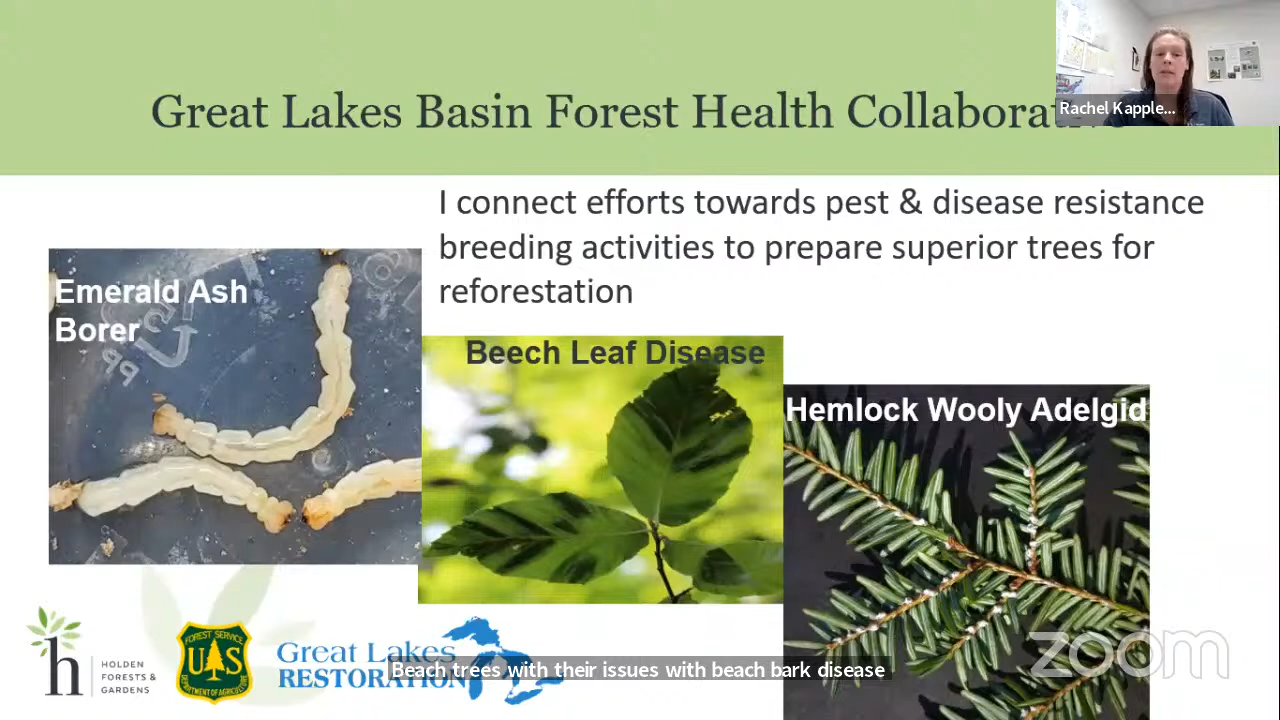 Great Lakes Basin Forest Health Collaborative
Rachel Kapple...
I connect efforts towards pest & disease resistance
breeding activities to prepare superior trees for
reforestation
Emerald Ash
Borer
Beech Leaf Disease
Hemlock Wooly Adelgid
HOLDEN
FORESTS &
GARDENS
FOREST SERVICE
UAS
DEPARTMENT OF AGRICULTURE
Great Lakes
RESTORATION
Beach trees with their issues with beach bark disease
zoom